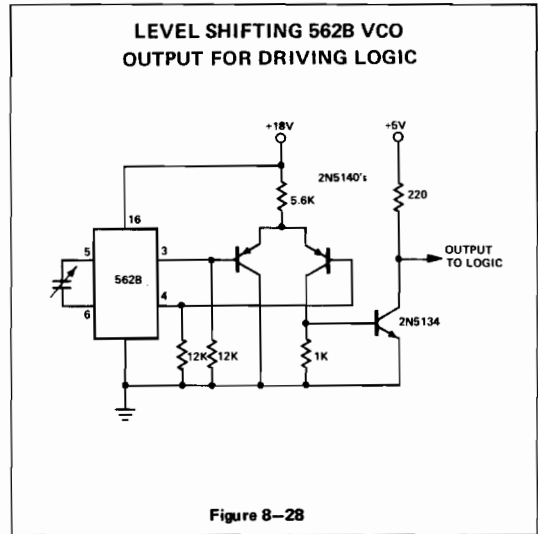 LEVEL SHIFTING 562B VCO
OUTPUT FOR DRIVING LOGIC
+18V
+5V
2N5140's
5.6K
220
16
5
3
OUTPUT
TO LOGIC
562B
4
6
2N5134
12K
12K
1K
Figure 8–28